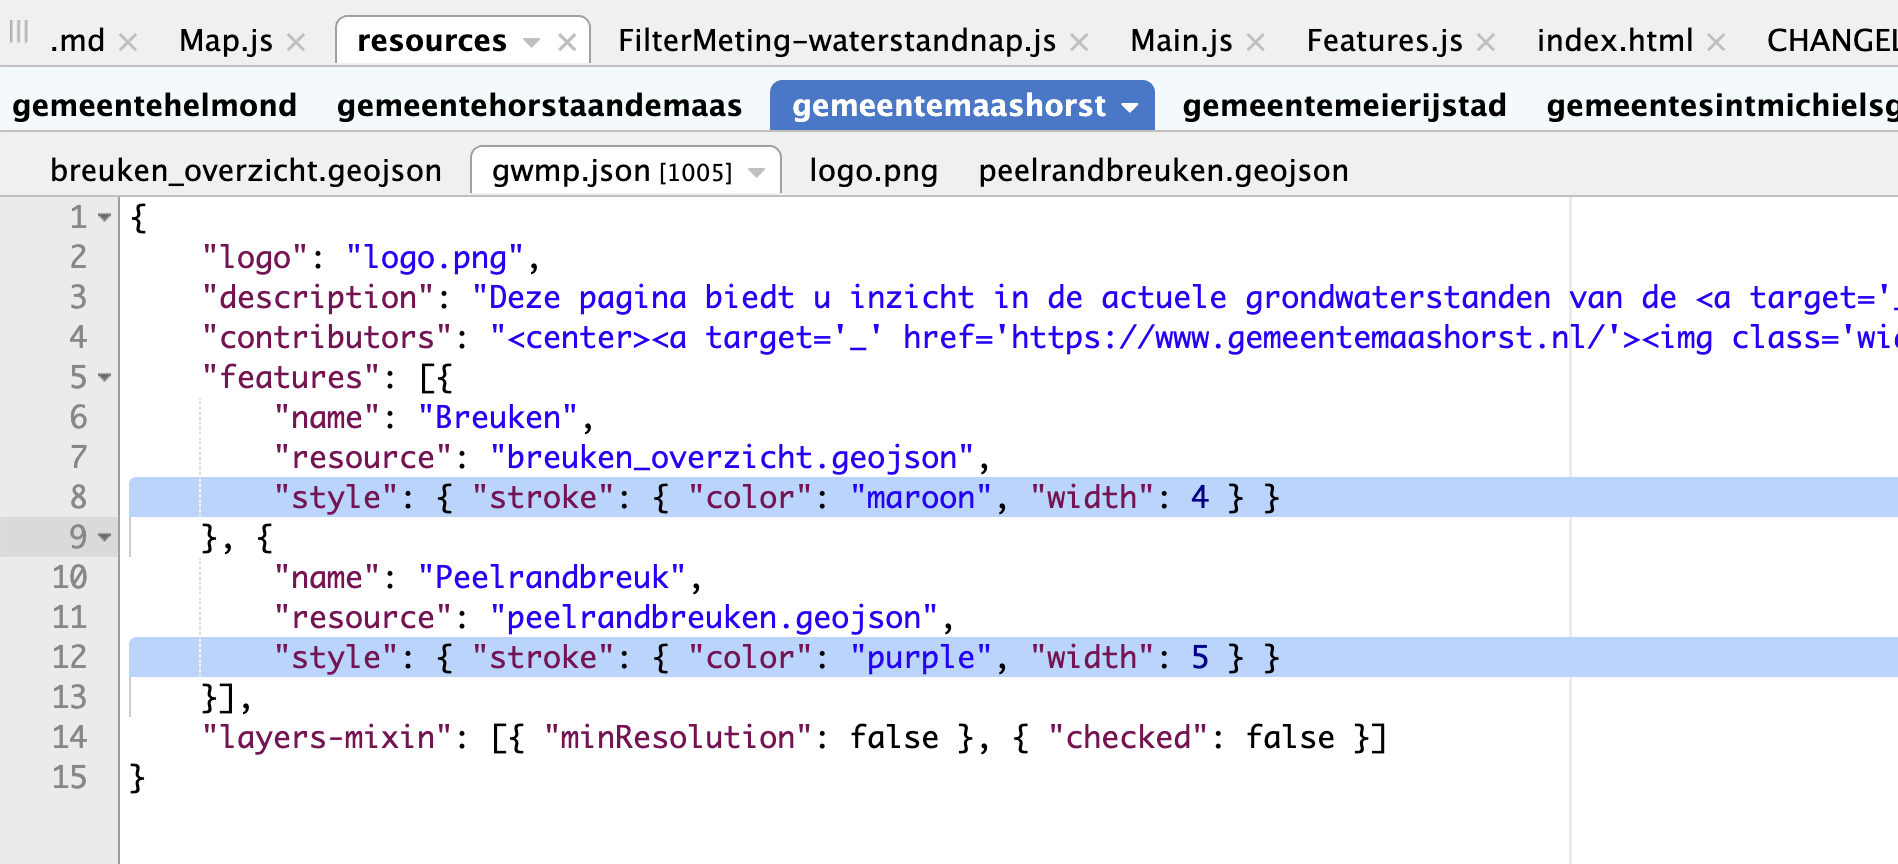 .md Map.js resources FilterMeting-waterstandnap.js Main.js Features.js index.html
gemeentehelmond gemeentehorstaandemaas gemeentemaashorst gemeentemeierijstad
breuken_overzicht.geojson gwmp.json [1005] logo.png peelrandbreuken.geojson
1 {
2 "logo": "logo.png",
3 "description": "Deze pagina biedt u inzicht in de actuele grondwaterstanden van de <a target='
4 "contributors": "<center><a target='_' href='https://www.gemeentemaashorst.nl/'><img class='
5 "features": [{
6 "name": "Breuken",
7 "resource": "breuken_overzicht.geojson",
8 "style": { "stroke": { "color": "maroon", "width": 4 } }
9 }, {
10 "name": "Peelrandbreuk",
11 "resource": "peelrandbreuken.geojson",
12 "style": { "stroke": { "color": "purple", "width": 5 } }
13 }],
14 "layers-mixin": [{ "minResolution": false }, { "checked": false }]
15 }